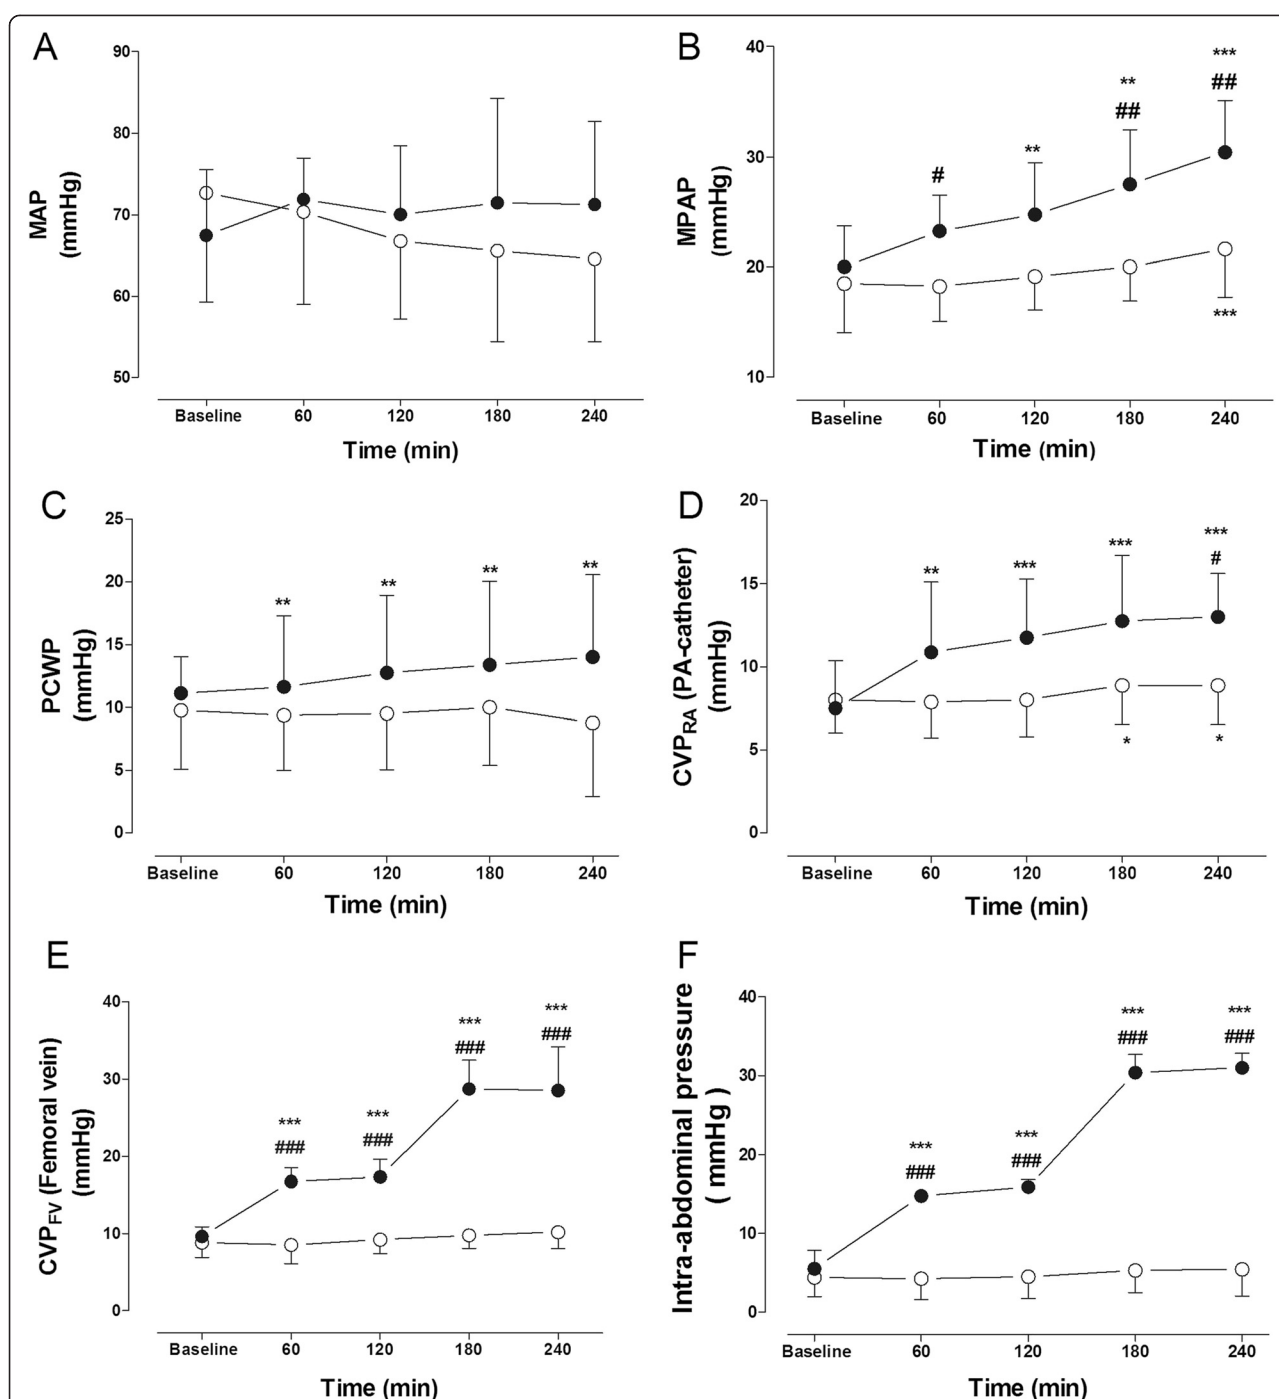 A
MAP
(mmHg)
90
80
70
60
50
Baseline 60 120 180 240
Time (min)
B
MPAP
(mmHg)
40
30
20
10
#
**
**
##
***
##
***
Baseline 60 120 180 240
Time (min)
C
PCWP
(mmHg)
25
20
15
10
5
0
**
**
**
**
Baseline 60 120 180 240
Time (min)
D
CVPRA (PA-catheter)
(mmHg)
20
15
10
5
0
**
***
***
***
#
*
*
Baseline 60 120 180 240
Time (min)
E
CVPFV (Femoral vein)
(mmHg)
40
30
20
10
0
***
###
***
###
***
###
***
###
Baseline 60 120 180 240
Time (min)
F
Intra-abdominal pressure
( mmHg )
40
30
20
10
0
***
###
***
###
***
###
***
###
Baseline 60 120 180 240
Time (min)